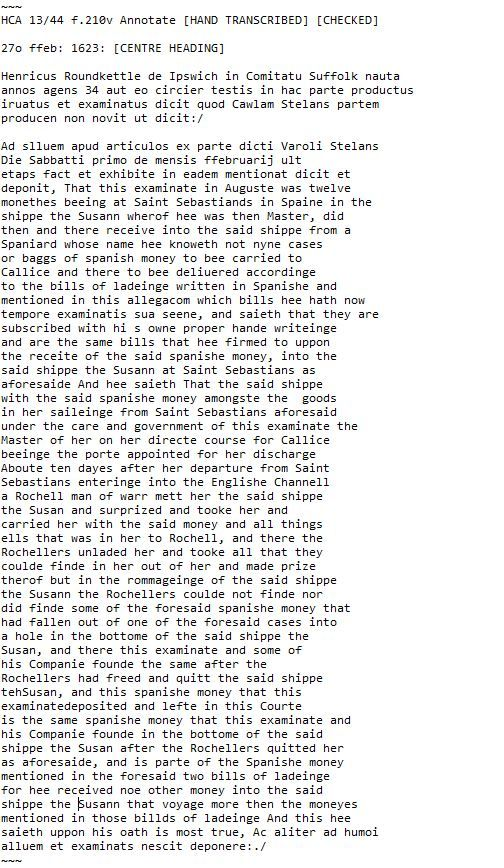 ~~~
HCA 13/44 f.210v Annotate [HAND TRANSCRIBED] [CHECKED]
27o ffeb: 1623: [CENTRE HEADING]
Henricus Roundkettle de Ipswich in Comitatu Suffolk nauta
annos agens 34 aut eo circier testis in hac parte productus
iruatus et examinatus dicit quod Cawlam Stelans partem
producen non novit ut dicit:/
Ad slluem apud articulos ex parte dicti Varoli Stelans
Die Sabbatti primo de mensis ffebruarij ult
etaps fact et exhibite in eadem mentionat dicit et
deponit, That this examinate in Auguste was twelve
monethes beeing at Saint Sebastiands in Spaine in the
shippe the Susann wherof hee was then Master, did
then and there receive into the said shippe from a
Spaniard whose name hee knoweth not nyne cases
or baggs of spanish money to bee carried to
Callice and there to bee deliuered accordinge
to the bills of ladeinge written in Spanishe and
mentioned in this allegacom which bills hee hath now
tempore examinatis sua seene, and saieth that they are
subscribed with hi s owne proper hande writeinge
and are the same bills that hee firmed to uppon
the receite of the said spanishe money, into the
said shippe the Susann at Saint Sebastians as
aforesaide And hee saieth That the said shippe
with the said spanishe money amongste the  goods
in her saileinge from Saint Sebastians aforesaid
under the care and government of this examinate the
Master of her on her directe course for Callice
beeinge the porte appointed for her discharge
Aboute ten dayes after her departure from Saint
Sebastians enteringe into the Englishe Channell
a Rochell man of warr mett her the said shippe
the Susan and surprized and tooke her and
carried her with the said money and all things
ells that was in her to Rochell, and there the
Rochellers unladed her and tooke all that they
coulde finde in her out of her and made prize
therof but in the rommageinge of the said shippe
the Susann the Rochellers coulde not finde nor
did finde some of the foresaid spanishe money that
had fallen out of one of the foresaid cases into
a hole in the bottome of the said shippe the
Susan, and there this examinate and some of
his Companie founde the same after the
Rochellers had freed and quitt the said shippe
tehSusan, and this spanishe money that this
examinatedeposited and lefte in this Courte
is the same spanishe money that this examinate and
his Companie founde in the bottome of the said
shippe the Susan after the Rochellers quitted her
as aforesaide, and is parte of the Spanishe money
mentioned in the foresaid two bills of ladeinge
for hee received noe other money into the said
shippe the Susann that voyage more then the moneyes
mentioned in those billds of ladeinge And this hee
saieth uppon his oath is most true, Ac aliter ad humoi
alluem et examinats nescit deponere:./
~~~